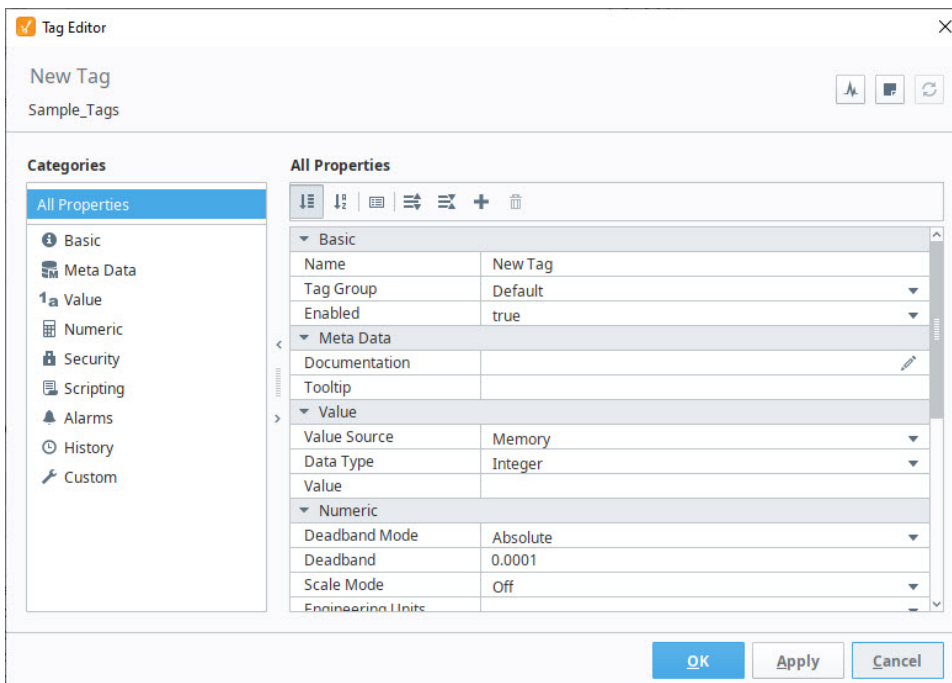 Tag Editor
New Tag
Sample_Tags
Categories
All Properties
Basic
Meta Data
Value
Numeric
Security
Scripting
Alarms
History
Custom
All Properties
Basic
Name New Tag
Tag Group Default
Enabled true
Meta Data
Documentation
Tooltip
Value
Value Source Memory
Data Type Integer
Value
Numeric
Deadband Mode Absolute
Deadband 0.0001
Scale Mode Off
Engineering Units
OK Apply Cancel